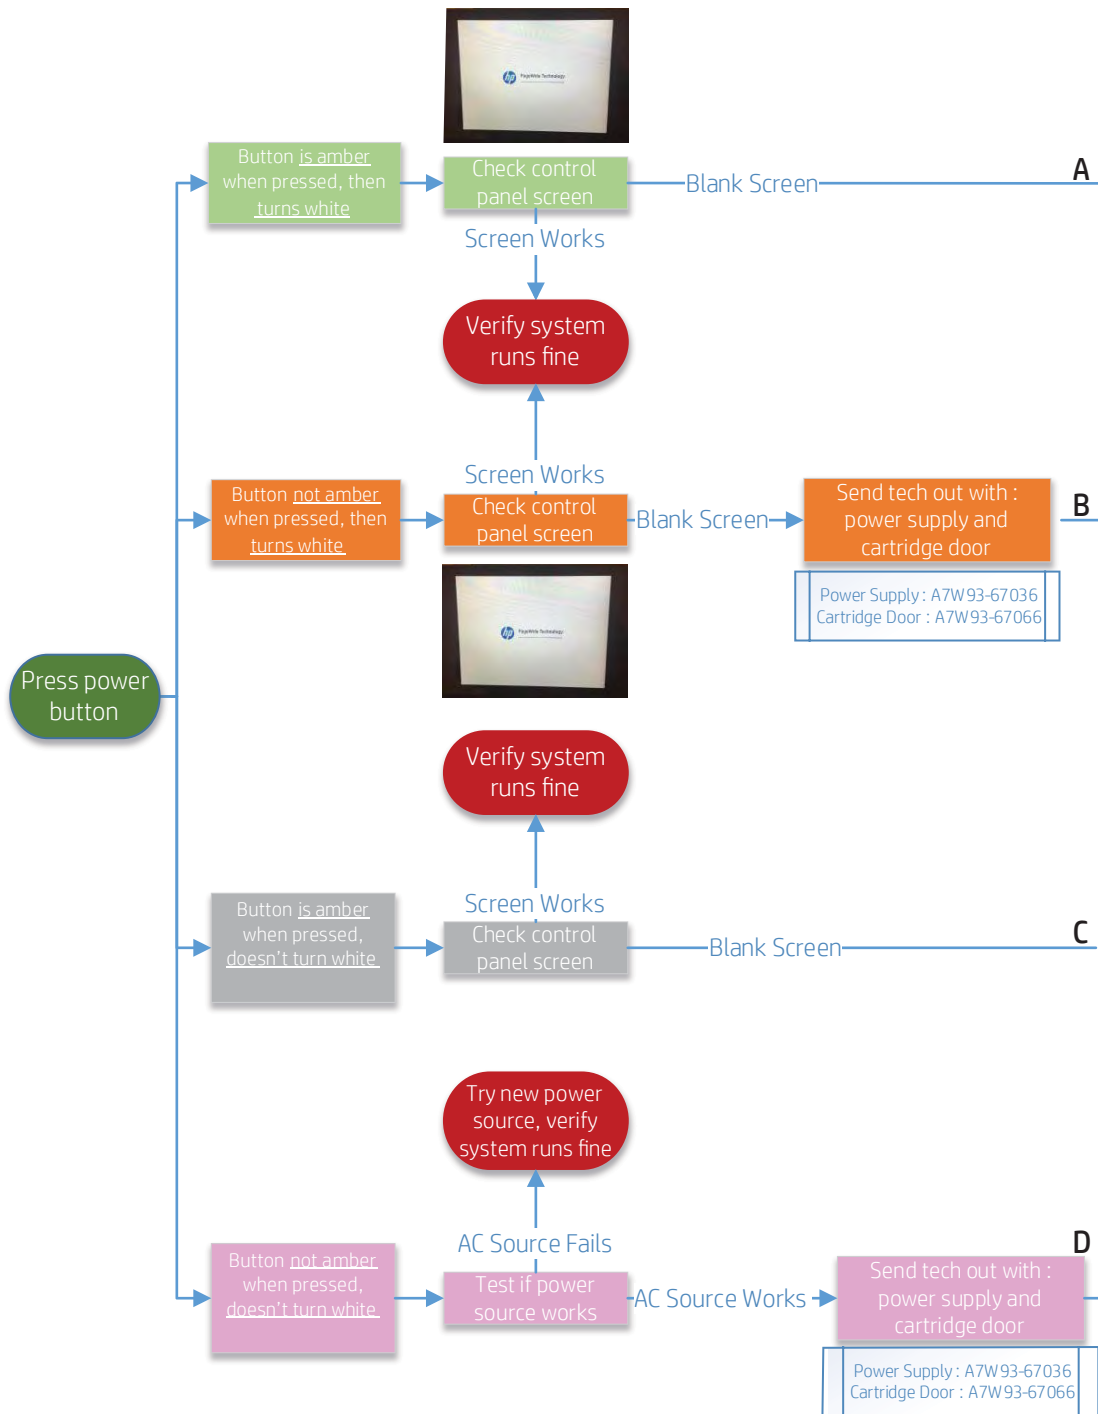 hp PageWide Technology
Button is amber
when pressed, then
turns white
Check control
panel screen
Blank Screen
A
Screen Works
Verify system
runs fine
Screen Works
Button not amber
when pressed, then
turns white
Check control
panel screen
Blank Screen
Send tech out with :
power supply and
cartridge door
B
Power Supply : A7W93-67036
Cartridge Door : A7W93-67066
hp PageWide Technology
Press power
button
Verify system
runs fine
Screen Works
Button is amber
when pressed,
doesn't turn white
Check control
panel screen
Blank Screen
C
Try new power
source, verify
system runs fine
AC Source Fails
Button not amber
when pressed,
doesn't turn white
Test if power
source works
AC Source Works
D
Send tech out with :
power supply and
cartridge door
Power Supply : A7W93-67036
Cartridge Door : A7W93-67066